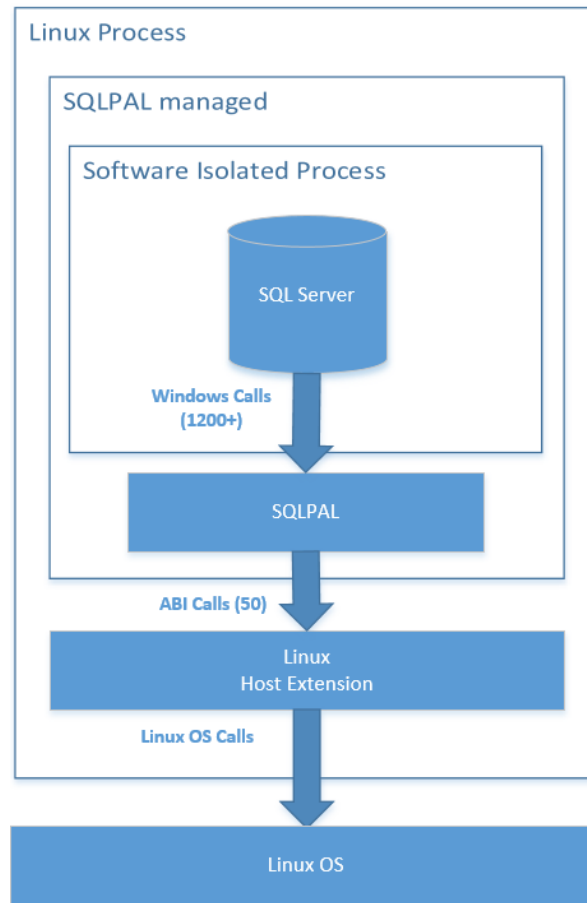 Linux Process
SQLPAL managed
Software Isolated Process
SQL Server
Windows Calls
(1200+)
SQLPAL
ABI Calls (50)
Linux
Host Extension
Linux OS Calls
Linux OS